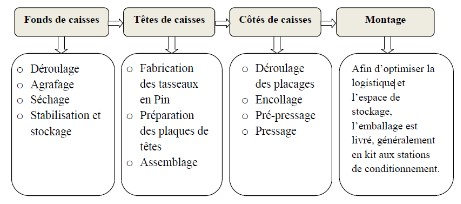 Fonds de caisses
Têtes de caisses
Côtés de caisses
Montage
o Déroulage
o Agrafage
o Séchage
o Stabilisation et
stockage
o Fabrication
des tasseaux
en Pin
o Préparation
des plaques de
têtes
o Assemblage
o Déroulage
des placages
o Encollage
o Pré-pressage
o Pressage
Afin d'optimiser la
logistique et
l'espace de
stockage,
l'emballage est
livré, généralement
en kit aux stations
de conditionnement.